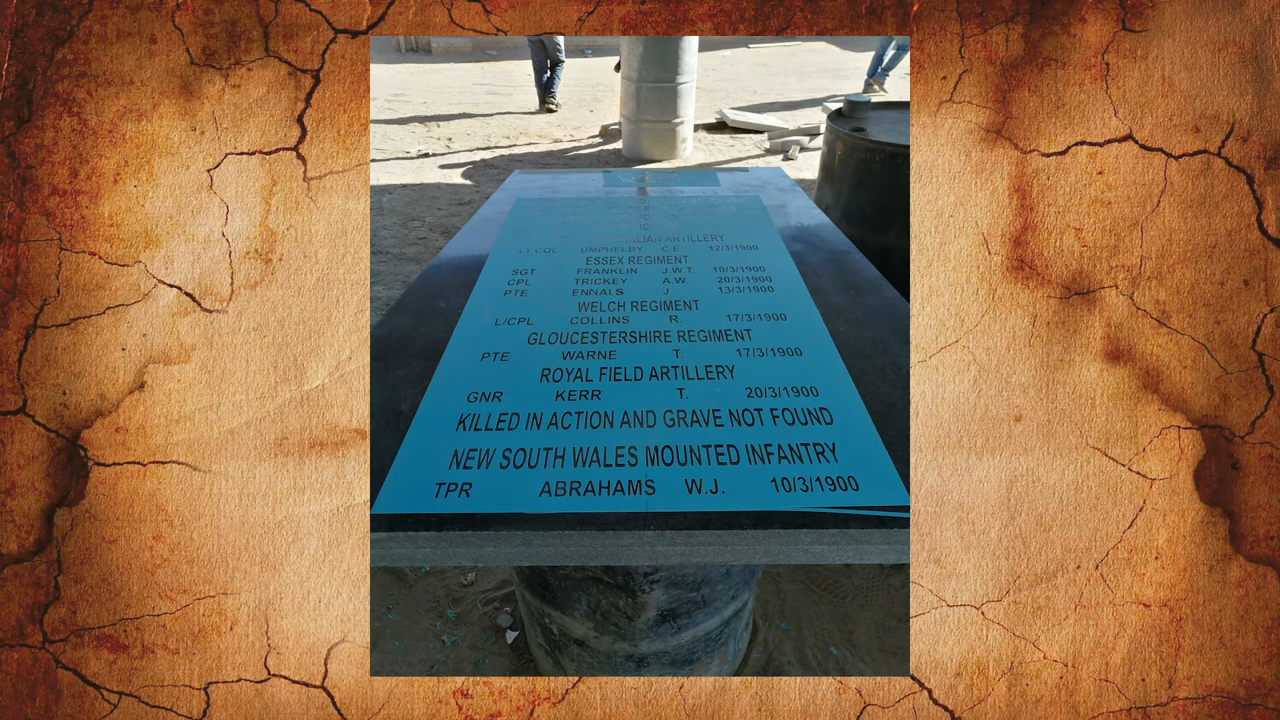 ARTILLERY
LT COL UMPHELBY C.E. 12/3/1900
ESSEX REGIMENT
SGT FRANKLIN J.W.T. 10/3/1900
CPL TRICKEY A.W. 20/3/1900
PTE ENNALS J 13/3/1900
WELCH REGIMENT
L/CPL COLLINS R. 17/3/1900
GLOUCESTERSHIRE REGIMENT
PTE WARNE T. 17/3/1900
ROYAL FIELD ARTILLERY
GNR KERR T. 20/3/1900
KILLED IN ACTION AND GRAVE NOT FOUND
NEW SOUTH WALES MOUNTED INFANTRY
TPR ABRAHAMS W.J. 10/3/1900